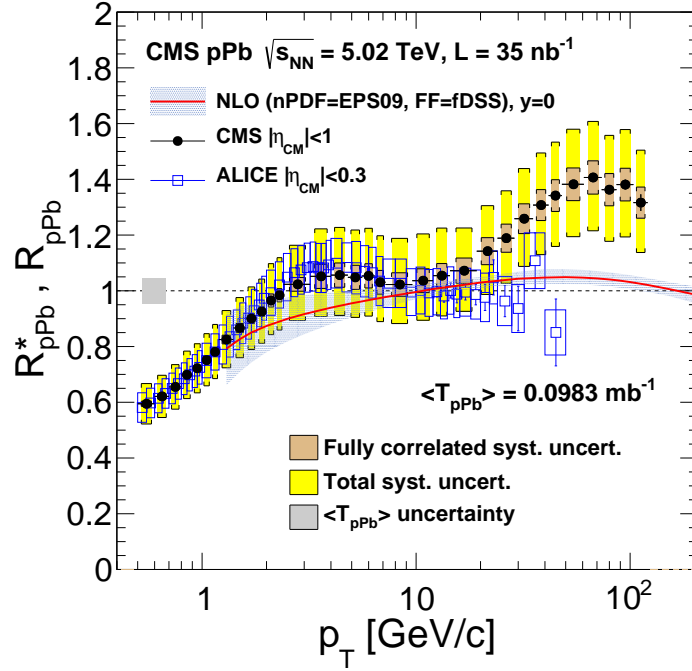 CMS pPb √s_NN = 5.02 TeV, L = 35 nb⁻¹
NLO (nPDF=EPS09, FF=fDSS), y=0
CMS |η_CM|<1
ALICE |η_CM|<0.3
<T_pPb> = 0.0983 mb⁻¹
Fully correlated syst. uncert.
Total syst. uncert.
<T_pPb> uncertainty
R*_pPb , R_pPb
2
1.8
1.6
1.4
1.2
1
0.8
0.6
0.4
0.2
0
1
10
10²
p_T [GeV/c]